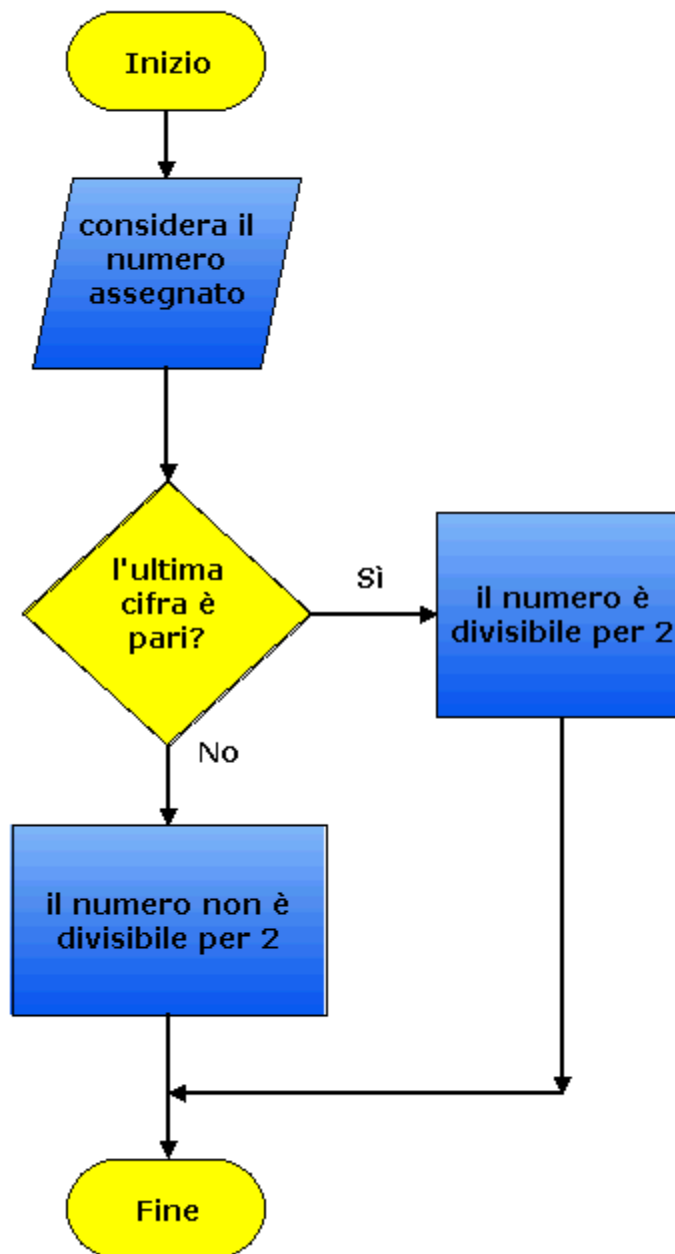 Inizio
considera il
numero
assegnato
l'ultima
cifra è
pari?
Sì
il numero è
divisibile per 2
No
il numero non è
divisibile per 2
Fine